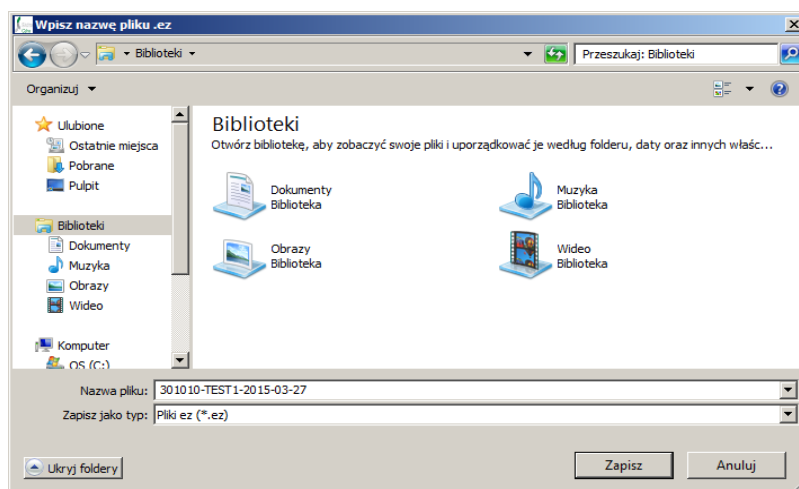 Wpisz nazwę pliku .ez
Biblioteki
Przeszukaj: Biblioteki
Organizuj
Ulubione
Ostatnie miejsca
Pobrane
Pulpit
Biblioteki
Dokumenty
Muzyka
Obrazy
Wideo
Komputer
OS (C:)
Biblioteki
Otwórz bibliotekę, aby zobaczyć swoje pliki i uporządkować je według folderu, daty oraz innych właśc...
Dokumenty
Biblioteka
Muzyka
Biblioteka
Obrazy
Biblioteka
Wideo
Biblioteka
Nazwa pliku: 301010-TEST1-2015-03-27
Zapisz jako typ: Pliki ez (*.ez)
Ukryj foldery
Zapisz
Anuluj